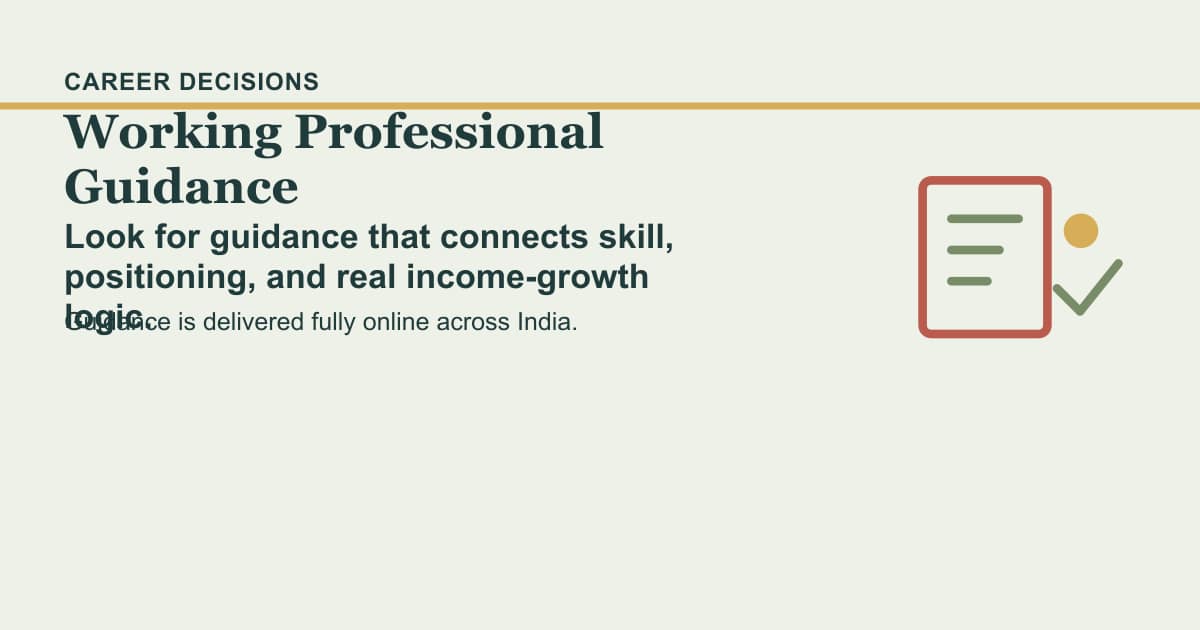 CAREER DECISIONS
Working Professional
Guidance
Look for guidance that connects skill,
positioning, and real income-growth
logic.
Guidance is delivered fully online across India.